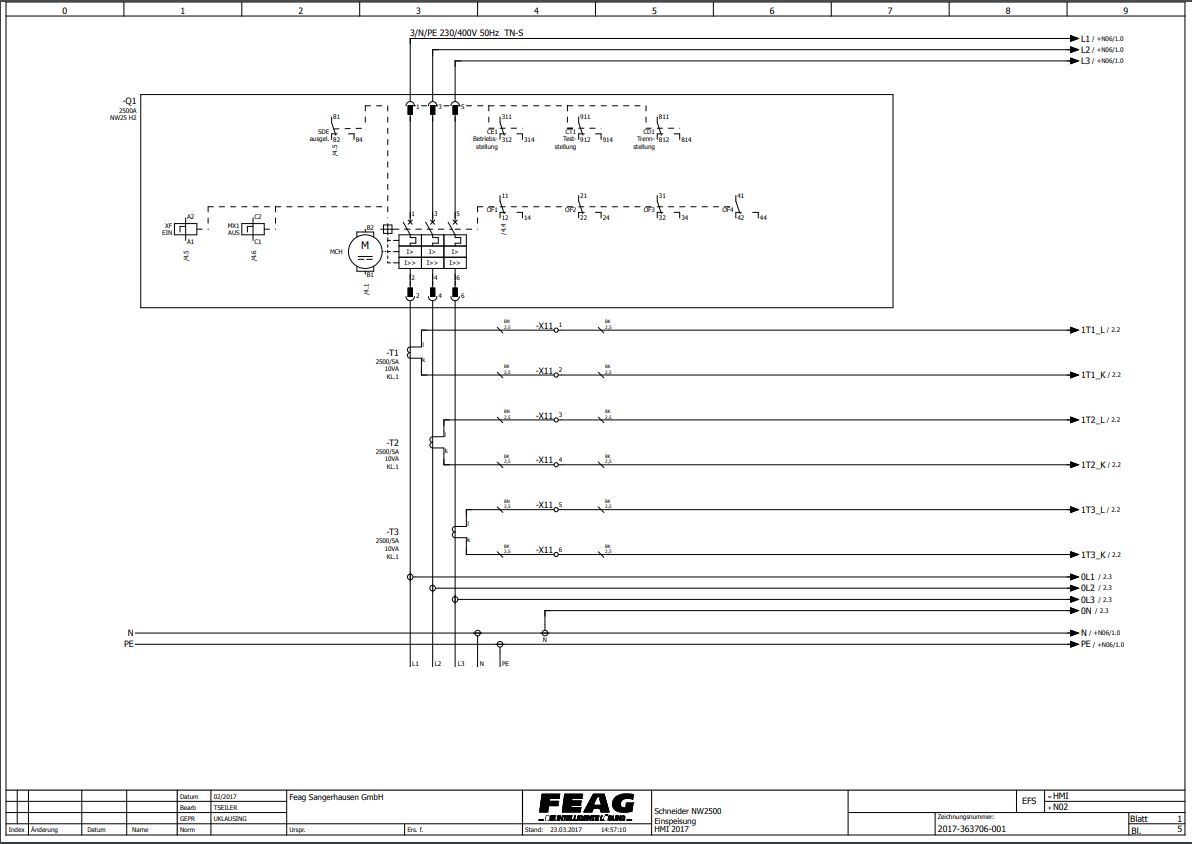 0 1 2 3 4 5 6 7 8 9
3/N/PE 230/400V 50Hz TN-S
L1 / +N06/1.0
L2 / +N06/1.0
L3 / +N06/1.0
-Q1
2500A
NW25 H2
1 3 5
81
SDE
ausgel.
82 84
/4.5
311
CE1
Betriebs-
stellung
312 314
911
CT1
Test-
stellung
912 914
811
CD1
Trenn-
stellung
812 814
A2
XF
EIN
A1
/4.5
C2
MX1
AUS
C1
/4.6
B2
MCH
M
B1
/4.1
1 3 5
I> I> I>
I>> I>> I>>
2 4 6
2 4 6
11
OF1
12 14
/4.4
21
OF2
22 24
31
OF3
32 34
41
OF4
42 44
-T1
2500/5A
10VA
KL.1
l
k
BN
2,5
-X11 1
BK
2,5
1T1_L / 2.2
BK
2,5
-X11 2
BK
2,5
1T1_K / 2.2
-T2
2500/5A
10VA
KL.1
l
k
BN
2,5
-X11 3
BK
2,5
1T2_L / 2.2
BK
2,5
-X11 4
BK
2,5
1T2_K / 2.2
-T3
2500/5A
10VA
KL.1
l
k
BN
2,5
-X11 5
BK
2,5
1T3_L / 2.2
BK
2,5
-X11 6
BK
2,5
1T3_K / 2.2
0L1 / 2.3
0L2 / 2.3
0L3 / 2.3
0N / 2.3
N
N
N / +N06/1.0
PE
PE / +N06/1.0
L1 L2 L3 N PE
Datum 02/2017
Bearb TSEILER
GEPR UKLAUSING
Index Änderung Datum Name Norm
Feag Sangerhausen GmbH
Urspr. Ers. f.
FEAG
Stand: 23.03.2017 14:57:10
Schneider NW2500
Einspeisung
HMI 2017
EFS
-HMI
+N02
Zeichnungsnummer:
2017-363706-001
Blatt 1
Bl. 5